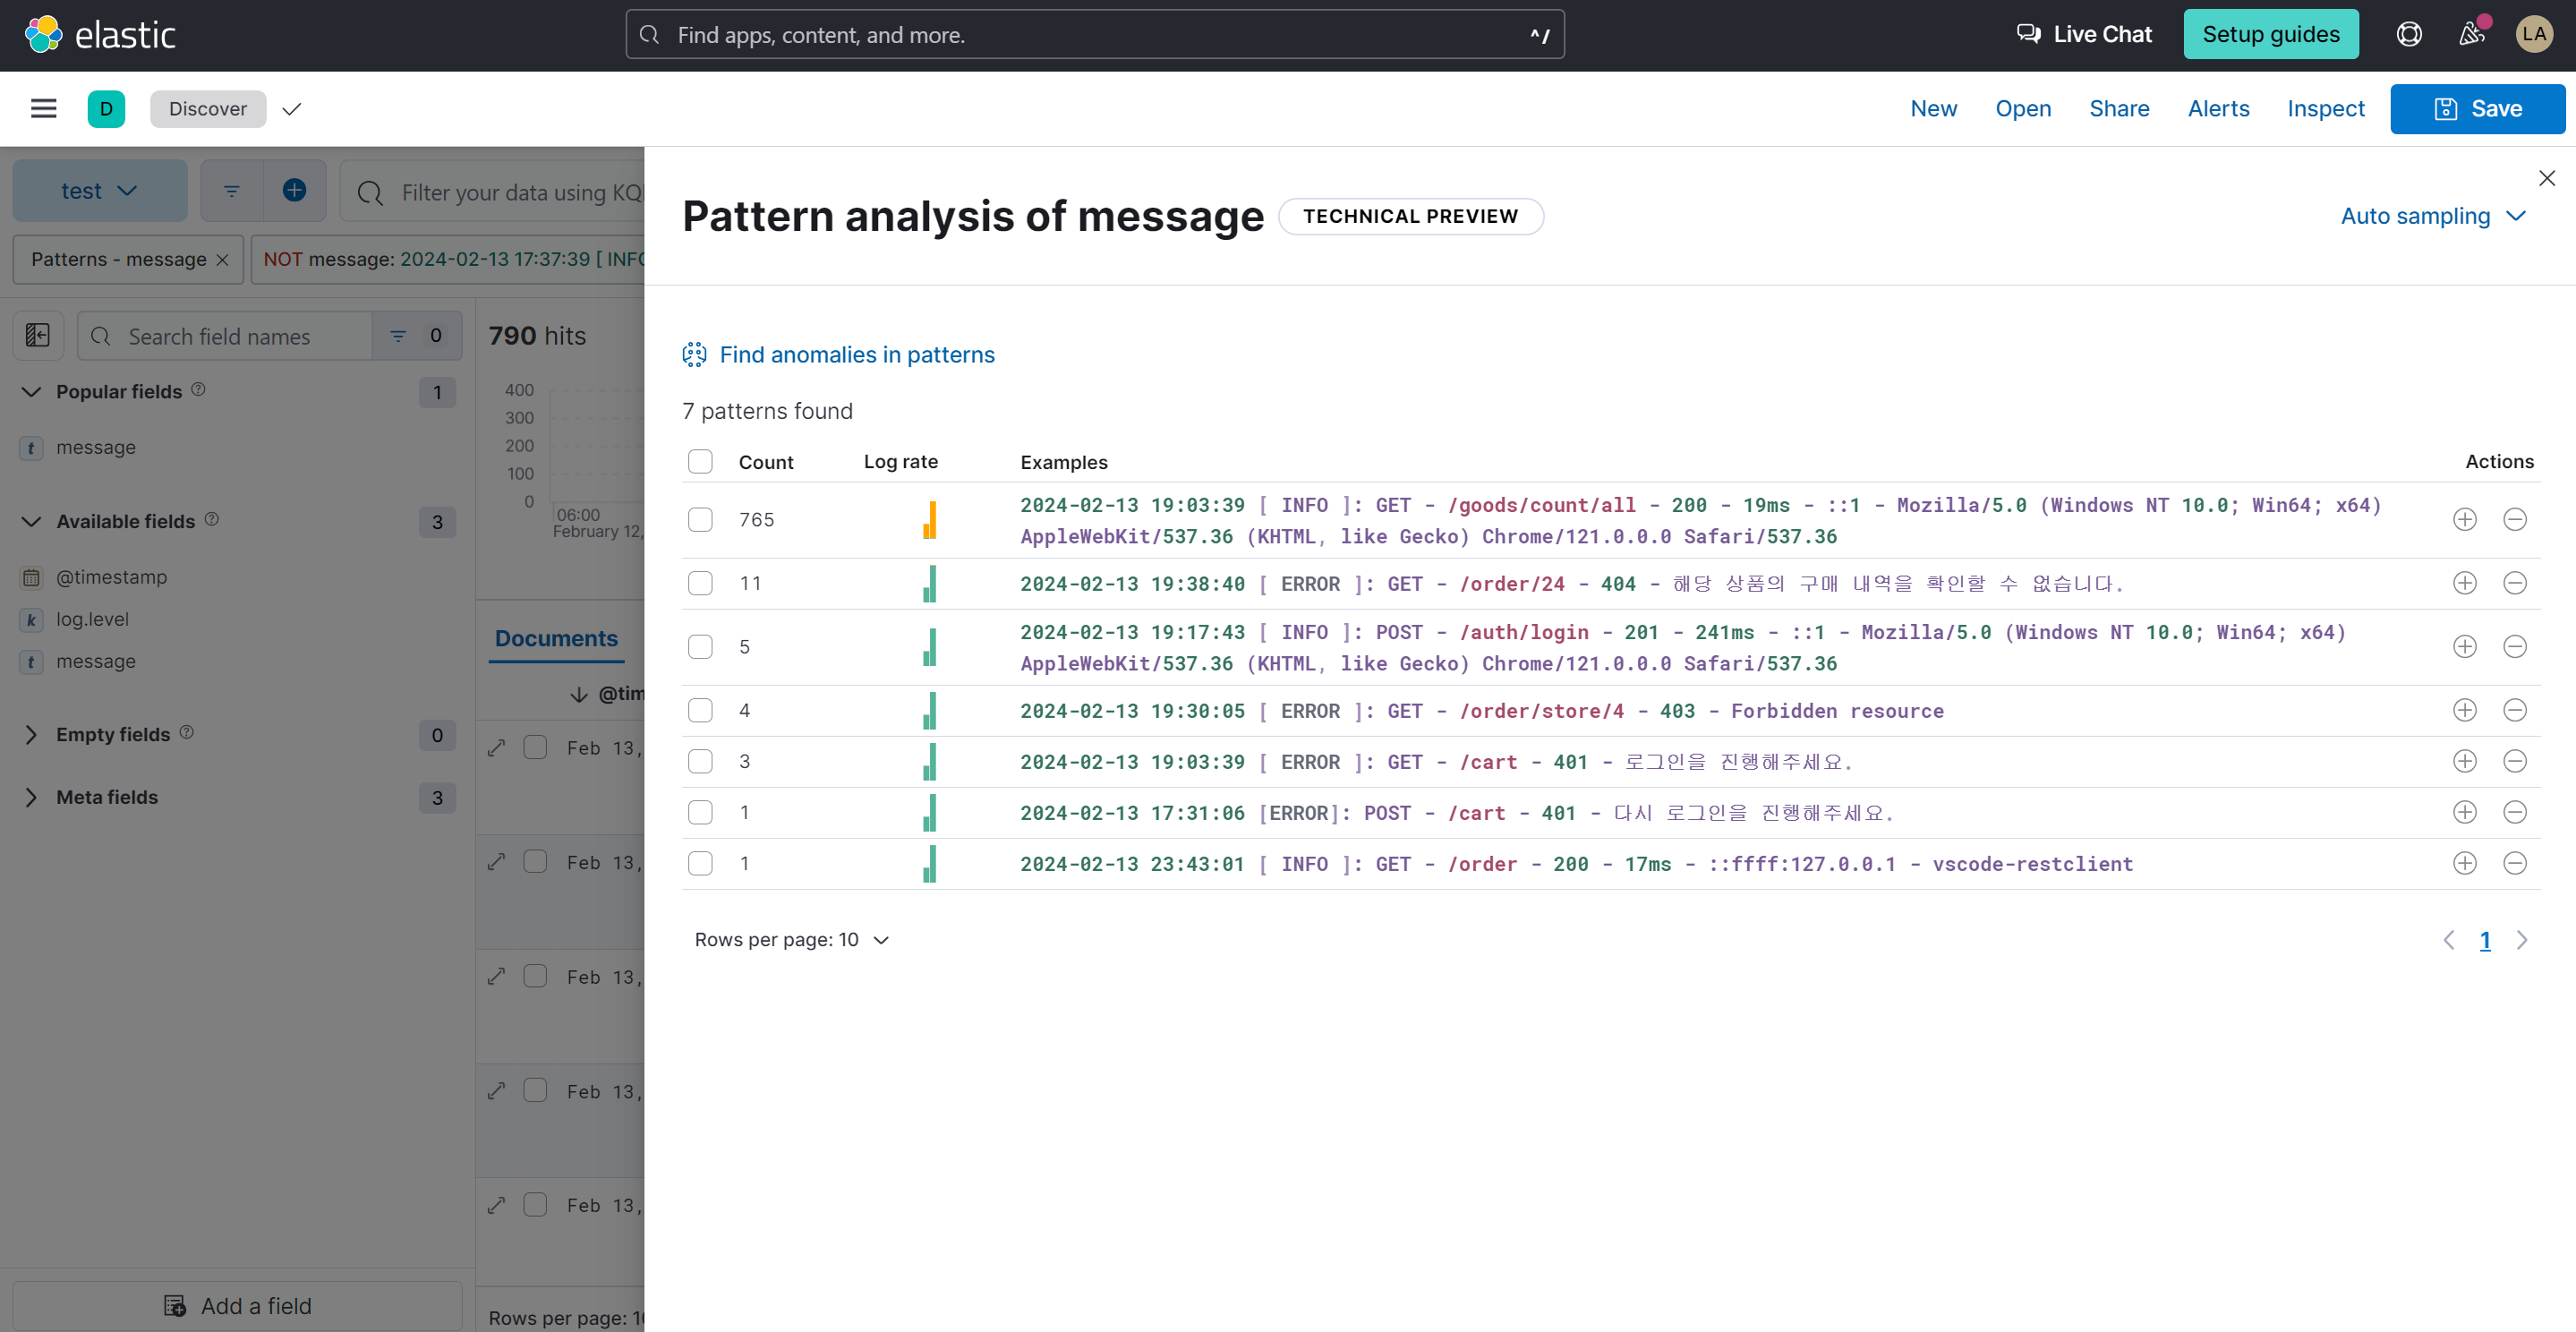 elastic
Find apps, content, and more.
^/
Live Chat
Setup guides
LA
D
Discover
New
Open
Share
Alerts
Inspect
Save
test
Filter your data using KQ
Patterns - message
NOT message: 2024-02-13 17:37:39 [ INFO
Search field names
0
Popular fields
1
t message
Available fields
3
@timestamp
k log.level
t message
Empty fields
0
Meta fields
3
Add a field
790 hits
400
300
200
100
0
06:00
February 12,
Documents
@tim
Feb 13,
Feb 13,
Feb 13,
Feb 13,
Feb 13,
Rows per page: 10
Pattern analysis of message
TECHNICAL PREVIEW
Auto sampling
Find anomalies in patterns
7 patterns found
Count Log rate Examples Actions
765 2024-02-13 19:03:39 [ INFO ]: GET - /goods/count/all - 200 - 19ms - ::1 - Mozilla/5.0 (Windows NT 10.0; Win64; x64)
AppleWebKit/537.36 (KHTML, like Gecko) Chrome/121.0.0.0 Safari/537.36
11 2024-02-13 19:38:40 [ ERROR ]: GET - /order/24 - 404 - 해당 상품의 구매 내역을 확인할 수 없습니다.
5 2024-02-13 19:17:43 [ INFO ]: POST - /auth/login - 201 - 241ms - ::1 - Mozilla/5.0 (Windows NT 10.0; Win64; x64)
AppleWebKit/537.36 (KHTML, like Gecko) Chrome/121.0.0.0 Safari/537.36
4 2024-02-13 19:30:05 [ ERROR ]: GET - /order/store/4 - 403 - Forbidden resource
3 2024-02-13 19:03:39 [ ERROR ]: GET - /cart - 401 - 로그인을 진행해주세요.
1 2024-02-13 17:31:06 [ERROR]: POST - /cart - 401 - 다시 로그인을 진행해주세요.
1 2024-02-13 23:43:01 [ INFO ]: GET - /order - 200 - 17ms - ::ffff:127.0.0.1 - vscode-restclient
Rows per page: 10
1